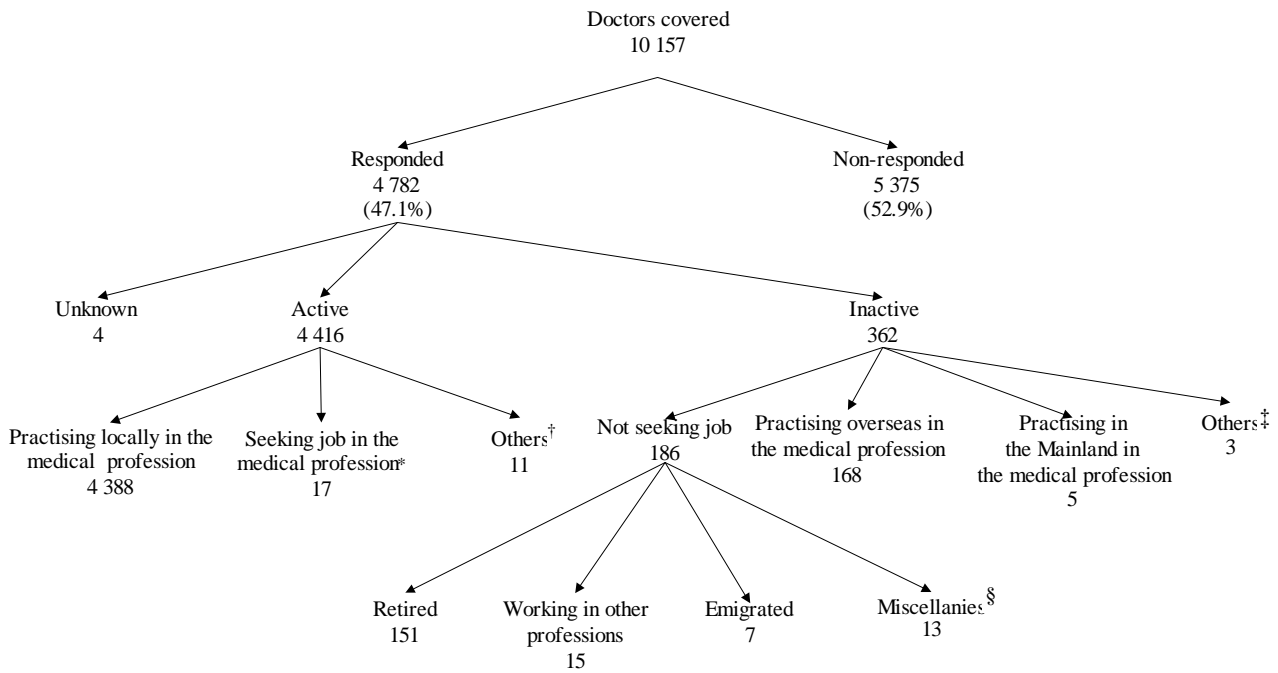 Doctors covered
10 157
Responded
4 782
(47.1%)
Non-responded
5 375
(52.9%)
Unknown
4
Active
4 416
Inactive
362
Practising locally in the
medical profession
4 388
Seeking job in the
medical profession*
17
Others†
11
Not seeking job
186
Practising overseas in
the medical profession
168
Practising in
the Mainland in
the medical profession
5
Others‡
3
Retired
151
Working in other
professions
15
Emigrated
7
Miscellanies§
13